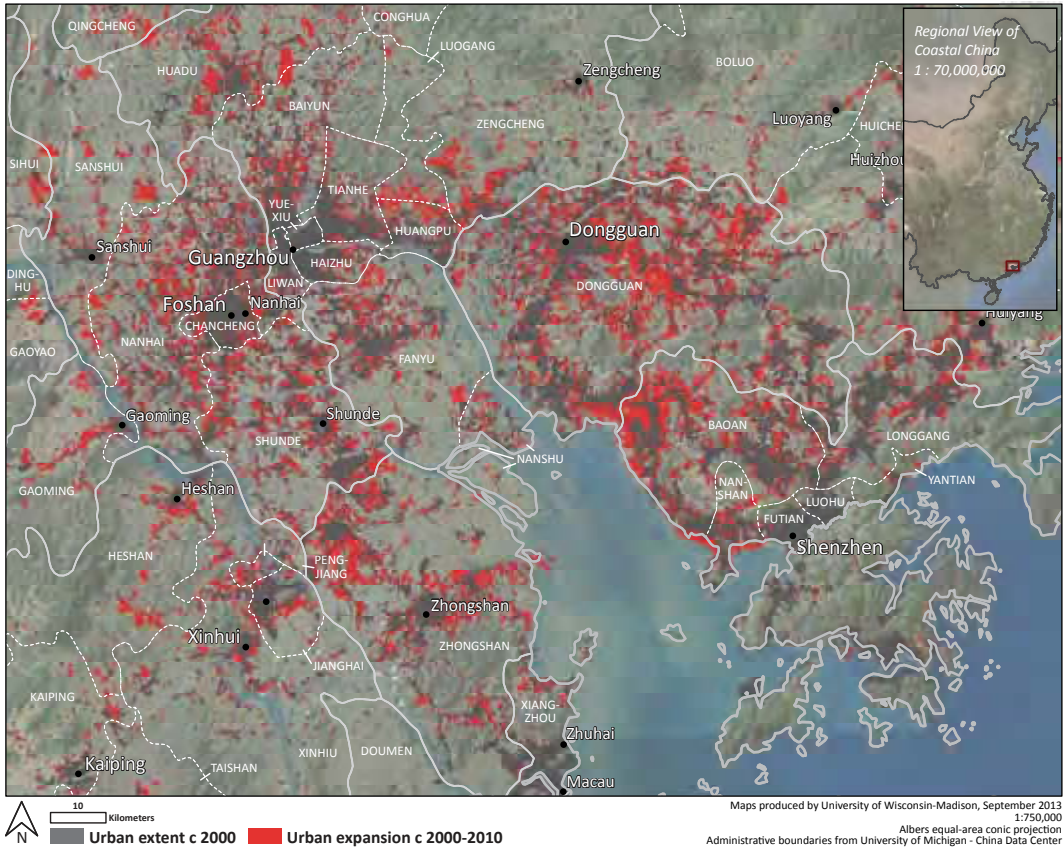 QINGCHENG
CONGHUA
LUOGANG
HUADU
BOLUO
Zengcheng
BAIYUN
ZENGCHENG
Luoyang
Regional View of
Coastal China
1 : 70,000,000
SIHUI
SANSHUI
TIANHE
YUE-
XIU
HUANGPU
Sanshui
Guangzhou
HAIZHU
Dongguan
DING-
HU
LIWAN
DONGGUAN
Foshan
Nanhai
CHANCHENG
NANHAI
GAOYAO
FANYU
Gaoming
Shunde
SHUNDE
BAOAN
LONGGANG
NANSHU
YANTIAN
GAOMING
Heshan
NAN-
SHAN
LUOHU
FUTIAN
Shenzhen
HESHAN
PENG-
JIANG
Zhongshan
Xinhui
ZHONGSHAN
JIANGHAI
KAIPING
XIANG-
ZHOU
Zhuhai
XINHIU
DOUMEN
Kaiping
TAISHAN
Macau
10
Kilometers
N
Urban extent c 2000
Urban expansion c 2000-2010
Maps produced by University of Wisconsin-Madison, September 2013
1:750,000
Albers equal-area conic projection
Administrative boundaries from University of Michigan - China Data Center